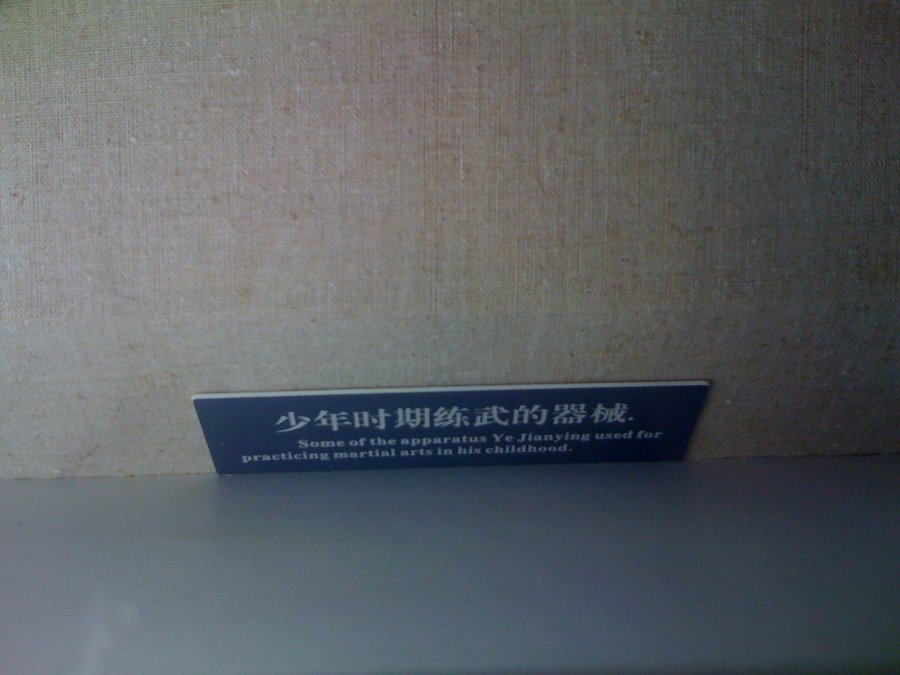 少年时期练武的器械.
Some of the apparatus Ye Jianying used for
practicing martial arts in his childhood.